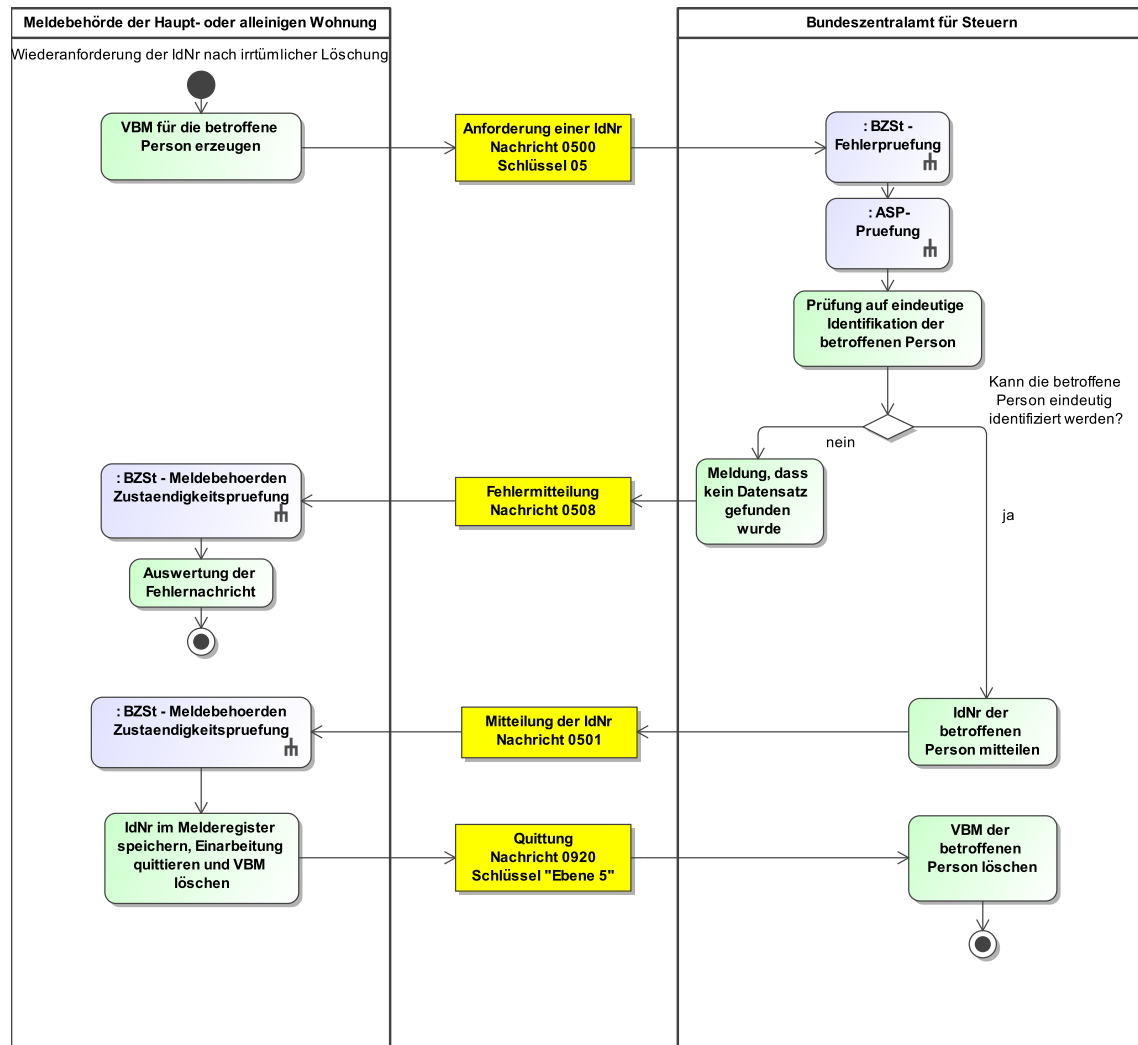 Meldebehörde der Haupt- oder alleinigen Wohnung
Bundeszentralamt für Steuern
Wiederanforderung der IdNr nach irrtümlicher Löschung
VBM für die betroffene
Person erzeugen
Anforderung einer IdNr
Nachricht 0500
Schlüssel 05
: BZSt -
Fehlerpruefung
: ASP-
Pruefung
Prüfung auf eindeutige
Identifikation der
betroffenen Person
Kann die betroffene
Person eindeutig
identifiziert werden?
nein
ja
Meldung, dass
kein Datensatz
gefunden
wurde
Fehlermitteilung
Nachricht 0508
: BZSt - Meldebehoerden
Zustaendigkeitspruefung
Auswertung der
Fehlernachricht
IdNr der
betroffenen
Person mitteilen
Mitteilung der IdNr
Nachricht 0501
: BZSt - Meldebehoerden
Zustaendigkeitspruefung
IdNr im Melderegister
speichern, Einarbeitung
quittieren und VBM
löschen
Quittung
Nachricht 0920
Schlüssel "Ebene 5"
VBM der
betroffenen
Person löschen